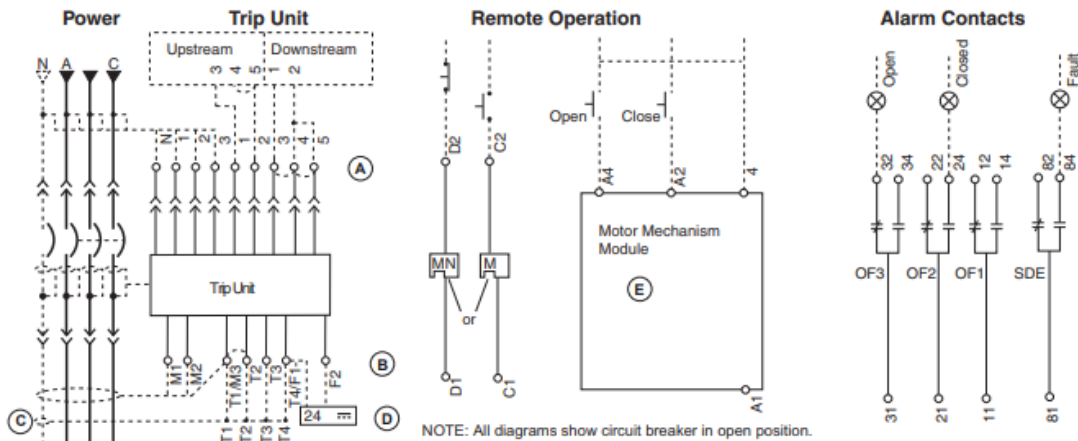 Power
Trip Unit
Remote Operation
Alarm Contacts
N A C
Upstream Downstream
3 4 5 1 2
N 1 2 3 1 2 3 4 5
A
Trip Unit
M1 M2 T1/M3 T2 T3 T4/F1- F2
B
C
24
D
T1 T2 T3 T4
D2 C2
MN M
or
D1 C1
Open Close
A4 A2 4
Motor Mechanism
Module
E
A1
Open Closed Fault
32 34 22 24 12 14 82 84
OF3 OF2 OF1 SDE
31 21 11 81
NOTE: All diagrams show circuit breaker in open position.